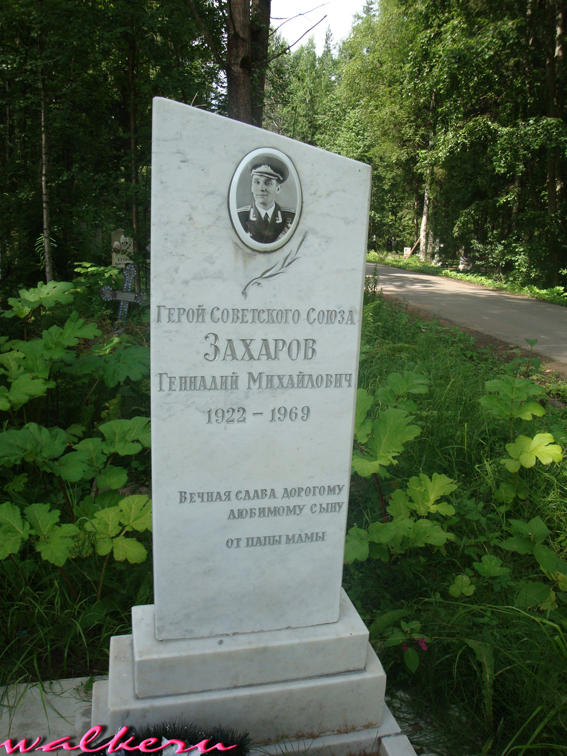 Герой Советского Союза
ЗАХАРОВ
Геннадий Михайлович
1922 – 1969
Вечная слава дорогому
любимому сыну
от папы мамы
walkeru